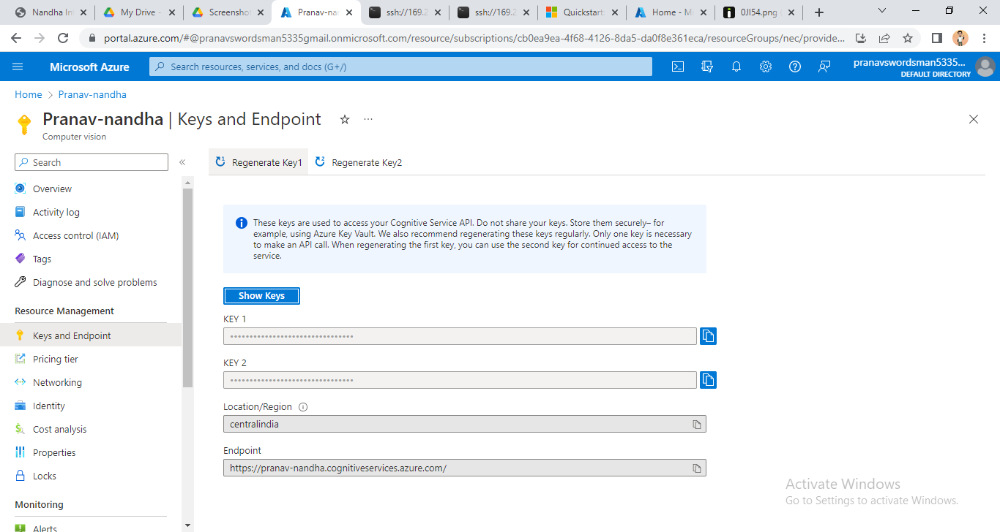 Nandha In
My Drive -
Screenshot
Pranav-nan
ssh://169.2
ssh://169.2
Quickstart:
Home - Mi
0JI54.png (
portal.azure.com/#@pranavswordsman5335gmail.onmicrosoft.com/resource/subscriptions/cb0ea9ea-4f68-4126-8da5-da0f8e361eca/resourceGroups/nec/provide...
Microsoft Azure
Search resources, services, and docs (G+/)
pranavswordsman5335...
DEFAULT DIRECTORY
Home > Pranav-nandha
Pranav-nandha | Keys and Endpoint
Computer vision
Search
Regenerate Key1
Regenerate Key2
Overview
Activity log
Access control (IAM)
Tags
Diagnose and solve problems
Resource Management
Keys and Endpoint
Pricing tier
Networking
Identity
Cost analysis
Properties
Locks
Monitoring
Alerts
These keys are used to access your Cognitive Service API. Do not share your keys. Store them securely– for
example, using Azure Key Vault. We also recommend regenerating these keys regularly. Only one key is necessary
to make an API call. When regenerating the first key, you can use the second key for continued access to the
service.
Show Keys
KEY 1
•••••••••••••••••••••••••••••••
KEY 2
•••••••••••••••••••••••••••••••
Location/Region
centralindia
Endpoint
https://pranav-nandha.cognitiveservices.azure.com/
Activate Windows
Go to Settings to activate Windows.